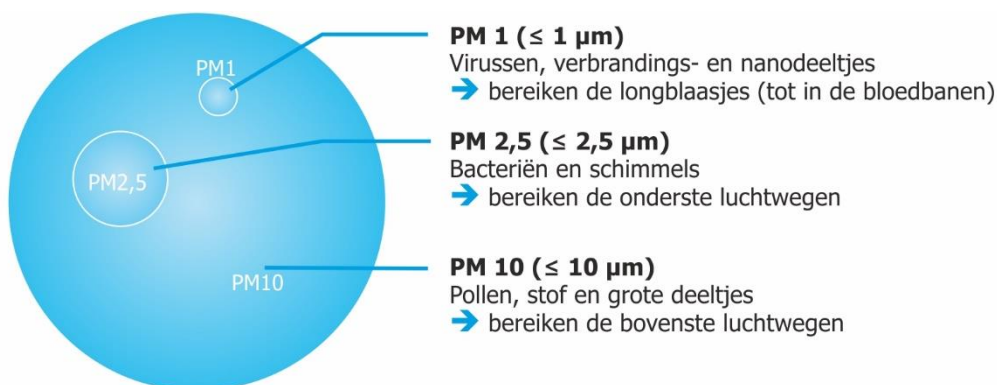 PM1
PM2,5
PM10
PM 1 (≤ 1 µm)
Virussen, verbrandings- en nanodeeltjes
➔ bereiken de longblaasjes (tot in de bloedbanen)
PM 2,5 (≤ 2,5 µm)
Bacteriën en schimmels
➔ bereiken de onderste luchtwegen
PM 10 (≤ 10 µm)
Pollen, stof en grote deeltjes
➔ bereiken de bovenste luchtwegen